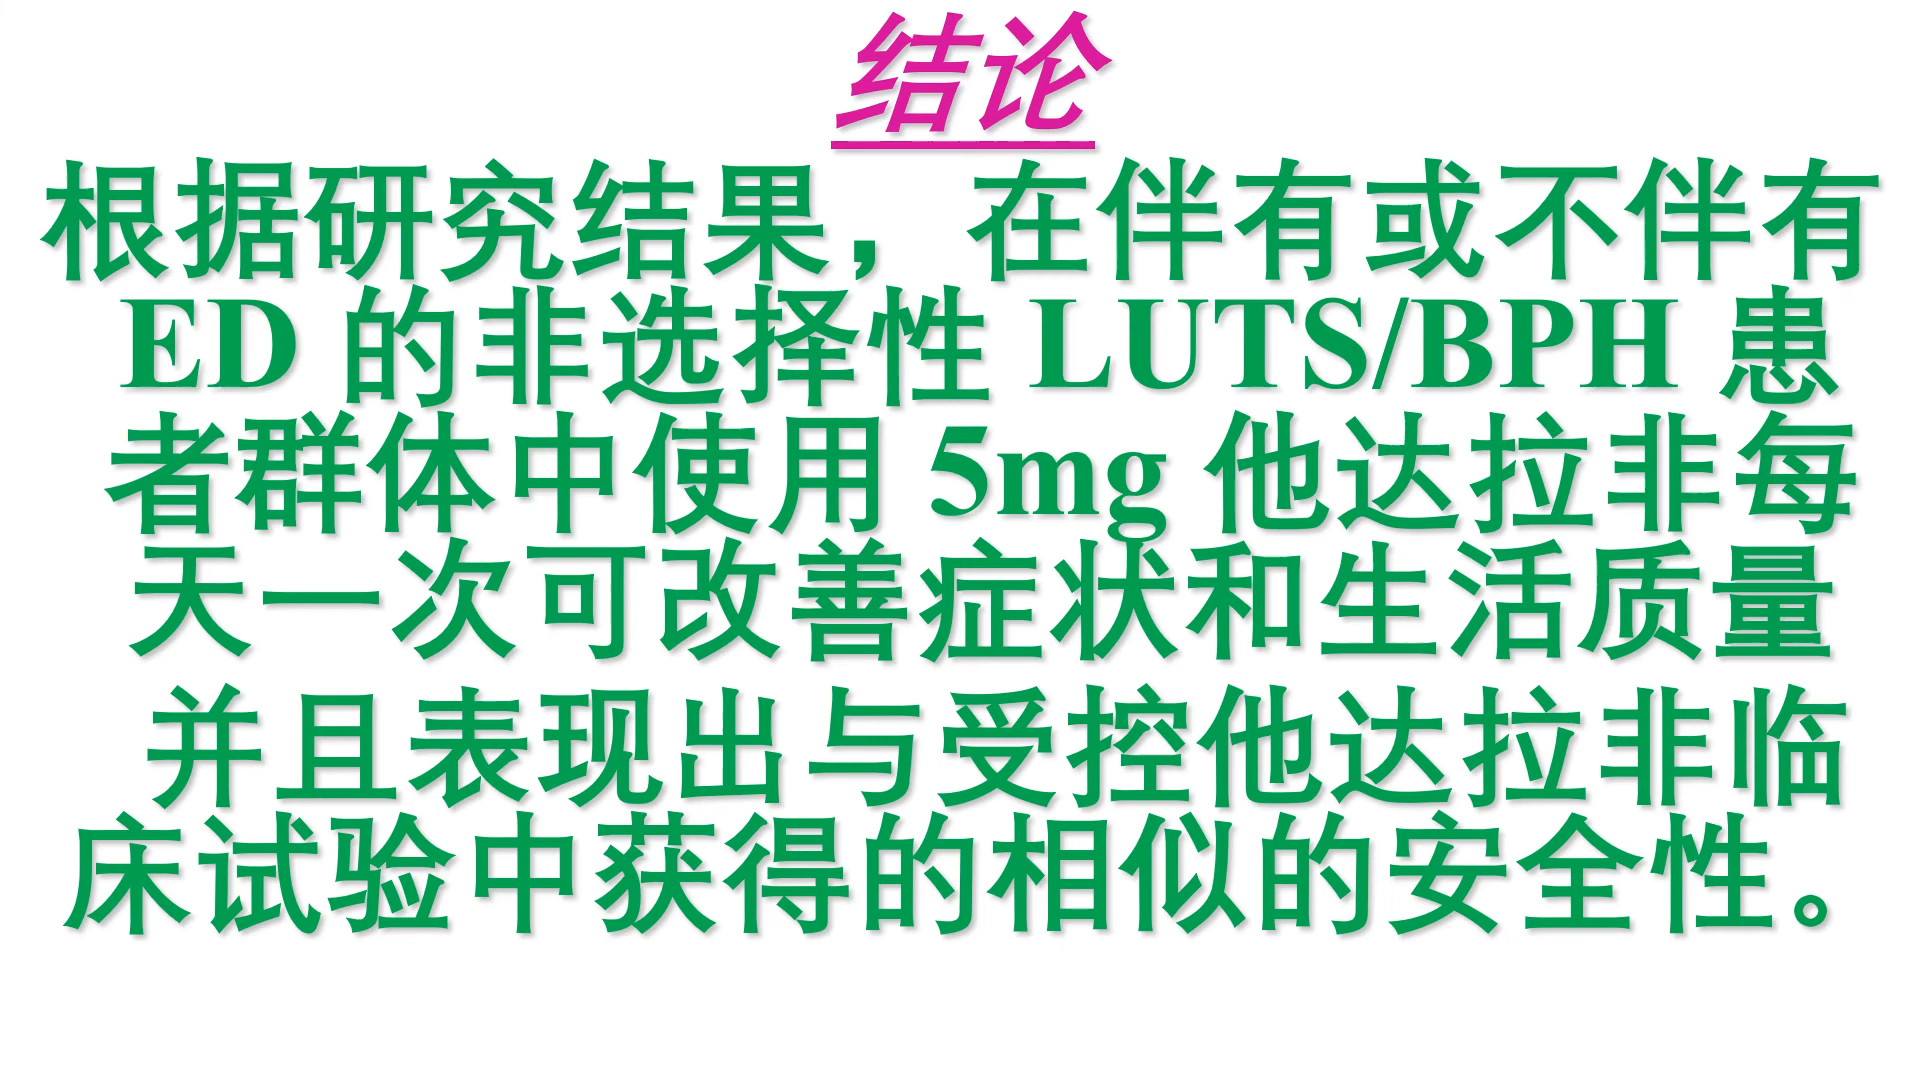 结论
根据研究结果，在伴有或不伴有
ED 的非选择性 LUTS/BPH 患
者群体中使用 5mg 他达拉非每
天一次可改善症状和生活质量
并且表现出与受控他达拉非临
床试验中获得的相似的安全性。